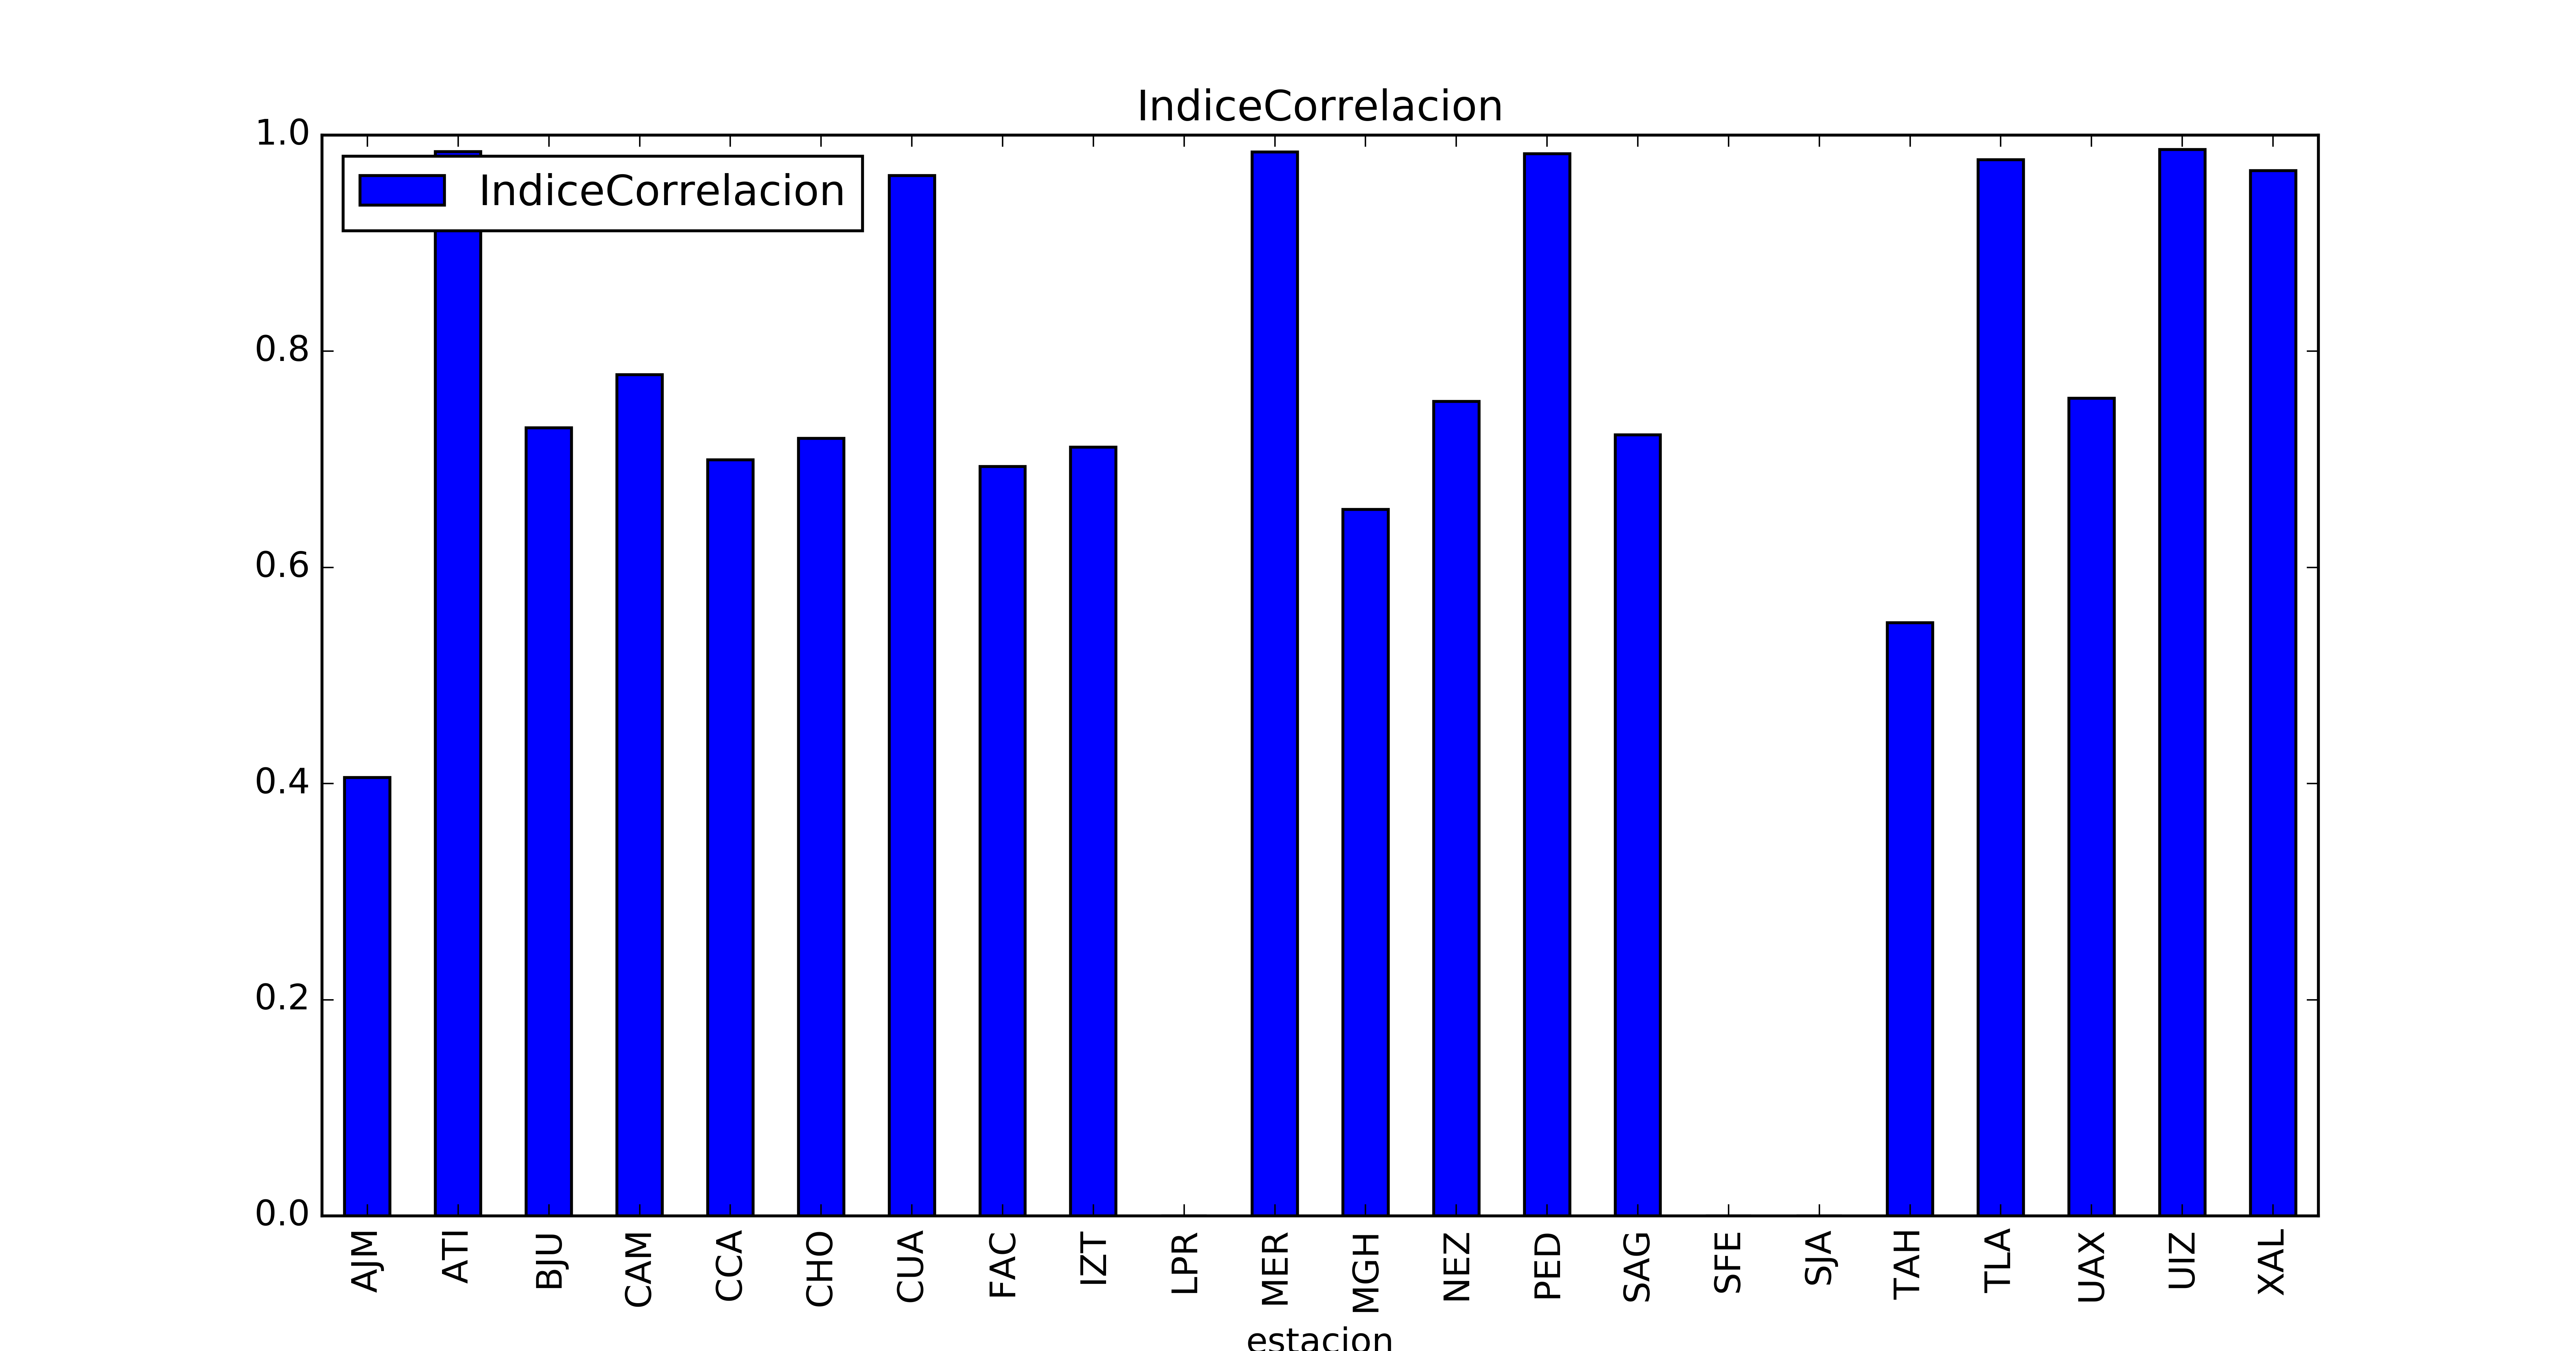 IndiceCorrelacion
IndiceCorrelacion
1.0
0.8
0.6
0.4
0.2
0.0
AJM
ATI
BJU
CAM
CCA
CHO
CUA
FAC
IZT
LPR
MER
MGH
NEZ
PED
SAG
SFE
SJA
TAH
TLA
UAX
UIZ
XAL
estacion